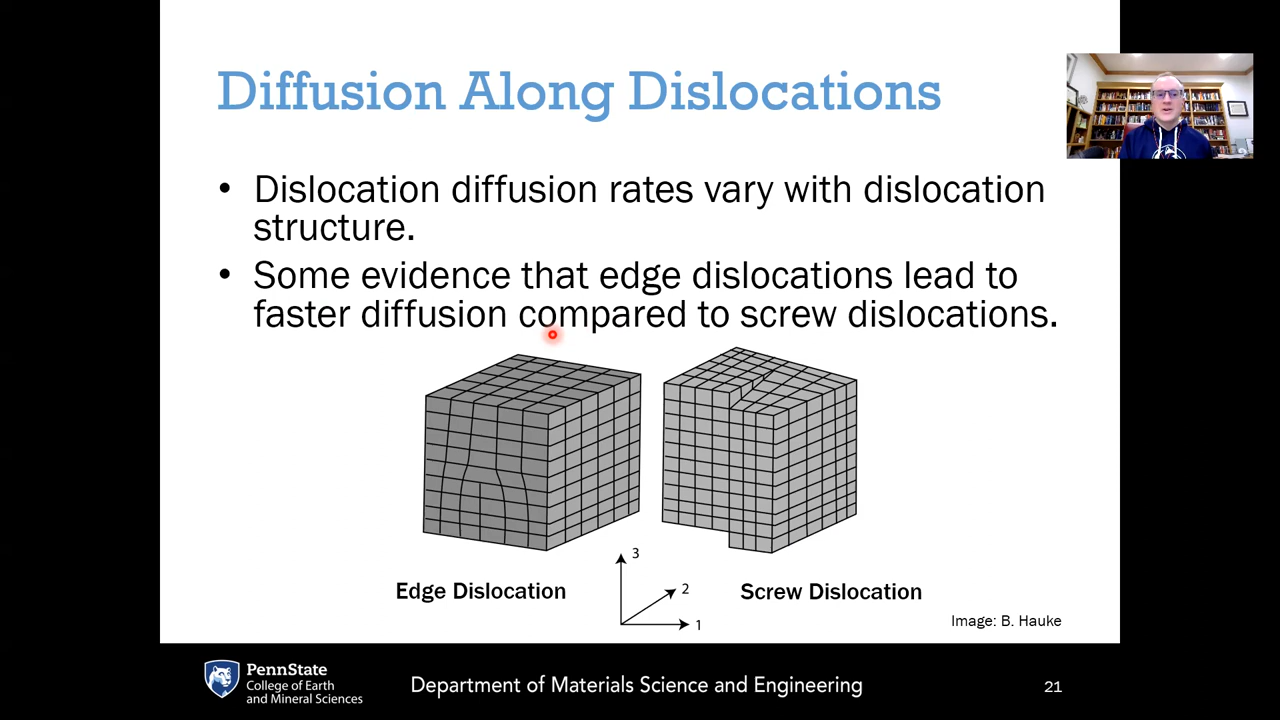 Diffusion Along Dislocations
• Dislocation diffusion rates vary with dislocation
structure.
• Some evidence that edge dislocations lead to
faster diffusion compared to screw dislocations.
3
2
1
Edge Dislocation
Screw Dislocation
Image: B. Hauke
PennState
College of Earth
and Mineral Sciences
Department of Materials Science and Engineering
21